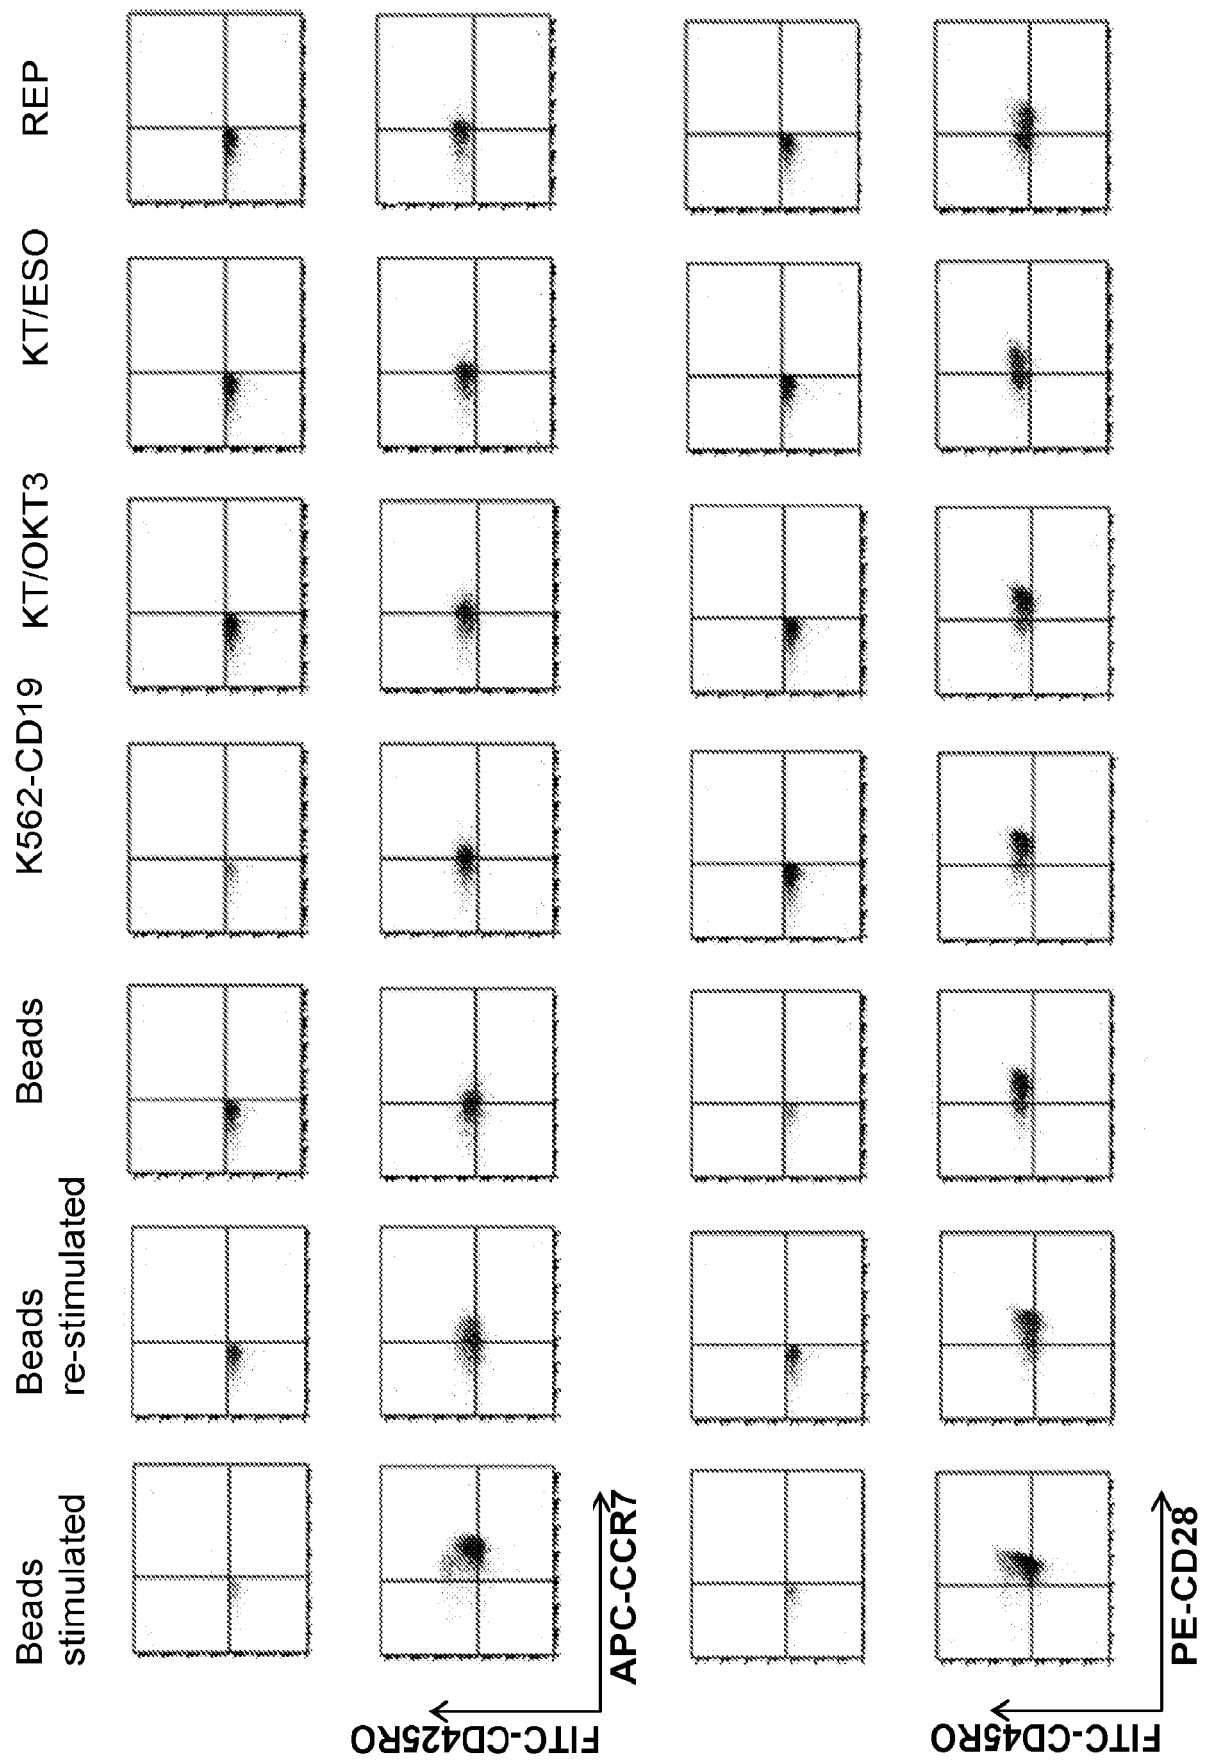 Beads
stimulated
Beads
re-stimulated
Beads
K562-CD19
KT/OKT3
KT/ESO
REP
FITC-CD425RO
APC-CCR7
FITC-CD45RO
PE-CD28